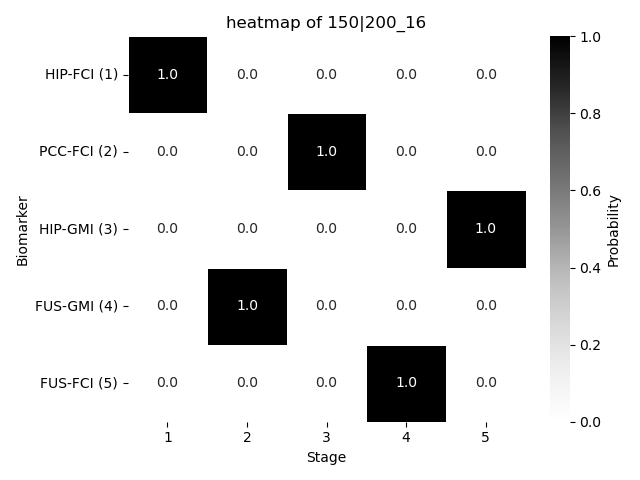 heatmap of 150|200_16
Biomarker
HIP-FCI (1) 1.0 0.0 0.0 0.0 0.0
PCC-FCI (2) 0.0 0.0 1.0 0.0 0.0
HIP-GMI (3) 0.0 0.0 0.0 0.0 1.0
FUS-GMI (4) 0.0 1.0 0.0 0.0 0.0
FUS-FCI (5) 0.0 0.0 0.0 1.0 0.0
1 2 3 4 5
Stage
1.0
0.8
0.6
0.4
0.2
0.0
Probability